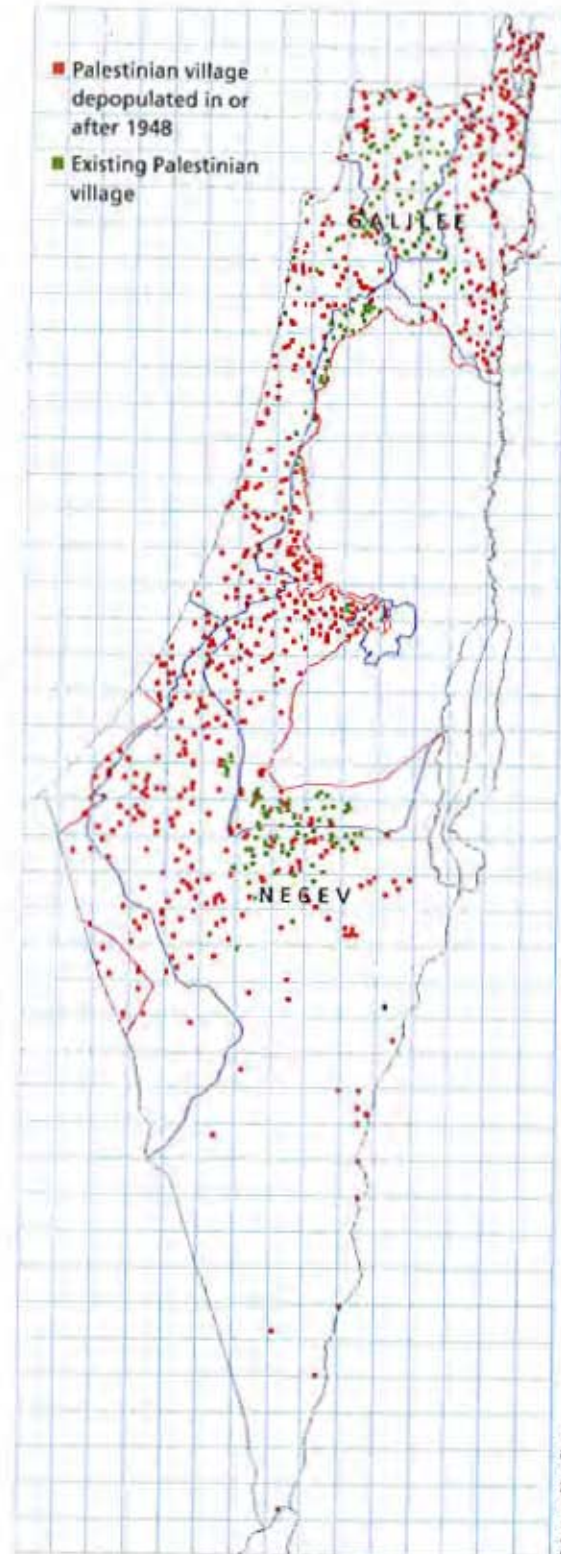 Palestinian village
depopulated in or
after 1948
Existing Palestinian
village
GALILEE
NEGEV